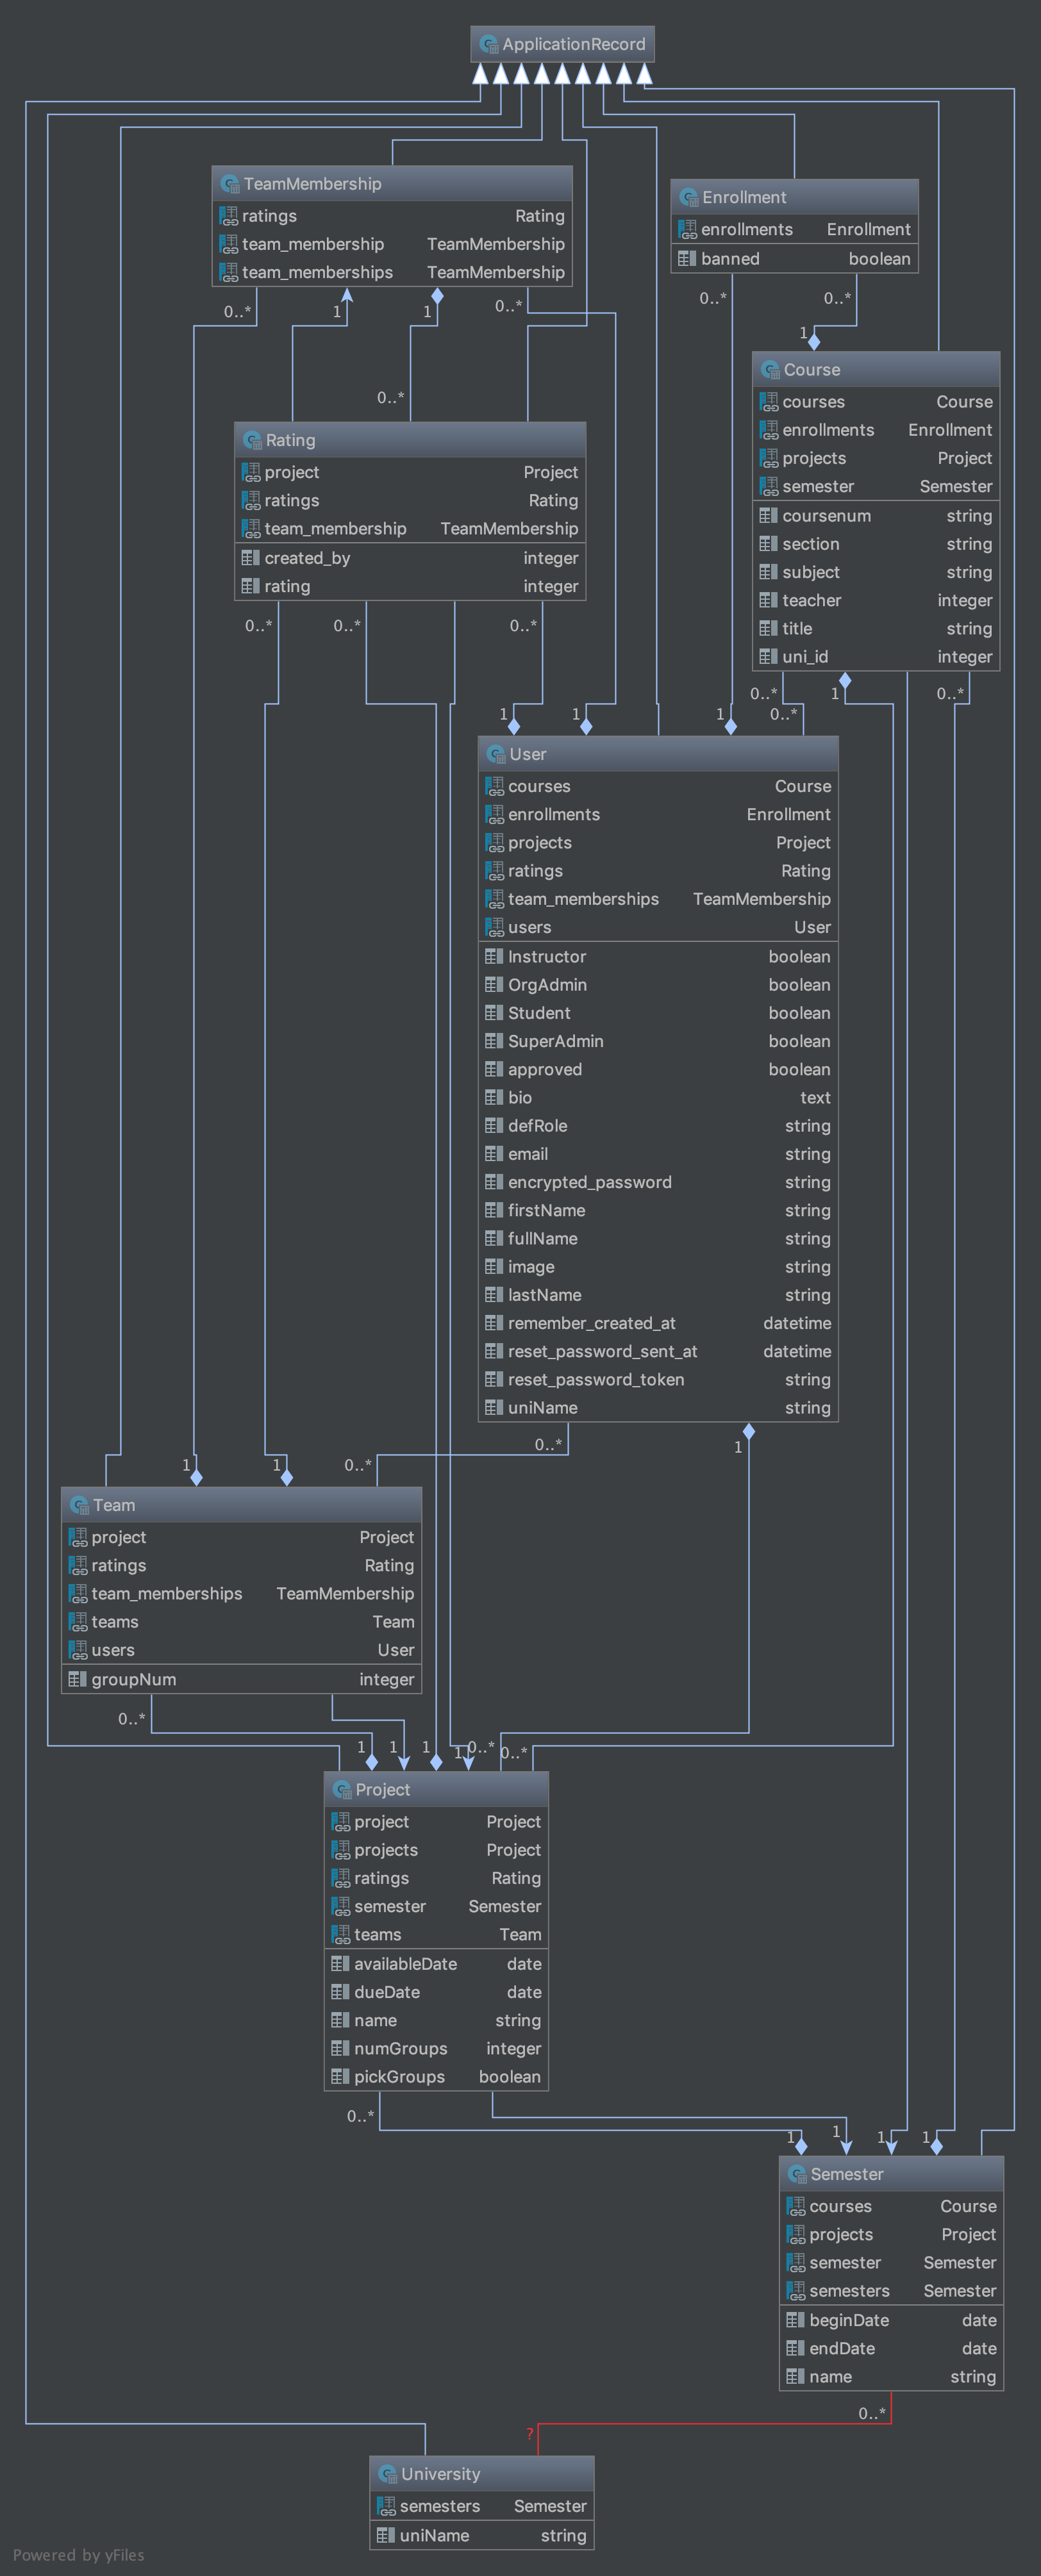 ApplicationRecord
TeamMembership
ratings Rating
team_membership TeamMembership
team_memberships TeamMembership
Enrollment
enrollments Enrollment
banned boolean
0..* 1 1 0..* 0..* 0..*
1
0..*
Course
courses Course
enrollments Enrollment
projects Project
semester Semester
coursenum string
section string
subject string
teacher integer
title string
uni_id integer
Rating
project Project
ratings Rating
team_membership TeamMembership
created_by integer
rating integer
0..* 0..* 0..*
0..* 1 0..*
1 1 1 0..*
User
courses Course
enrollments Enrollment
projects Project
ratings Rating
team_memberships TeamMembership
users User
Instructor boolean
OrgAdmin boolean
Student boolean
SuperAdmin boolean
approved boolean
bio text
defRole string
email string
encrypted_password string
firstName string
fullName string
image string
lastName string
remember_created_at datetime
reset_password_sent_at datetime
reset_password_token string
uniName string
0..* 1
1 1 0..*
Team
project Project
ratings Rating
team_memberships TeamMembership
teams Team
users User
groupNum integer
0..*
1 1 1 1 0..* 0..*
Project
project Project
projects Project
ratings Rating
semester Semester
teams Team
availableDate date
dueDate date
name string
numGroups integer
pickGroups boolean
0..*
1 1 1 1
Semester
courses Course
projects Project
semester Semester
semesters Semester
beginDate date
endDate date
name string
0..*
?
University
semesters Semester
uniName string
Powered by yFiles